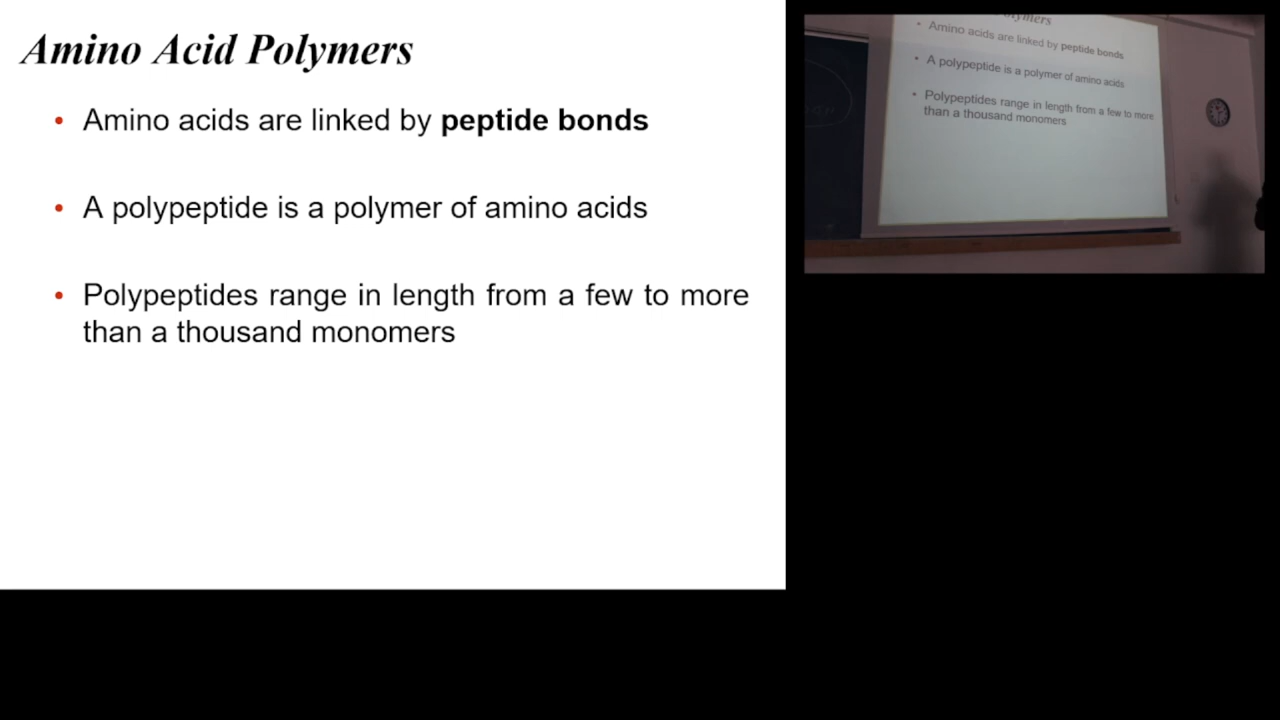 Amino Acid Polymers
• Amino acids are linked by peptide bonds
• A polypeptide is a polymer of amino acids
• Polypeptides range in length from a few to more
than a thousand monomers
• Amino acids are linked by peptide bonds
• A polypeptide is a polymer of amino acids
• Polypeptides range in length from a few to more
than a thousand monomers